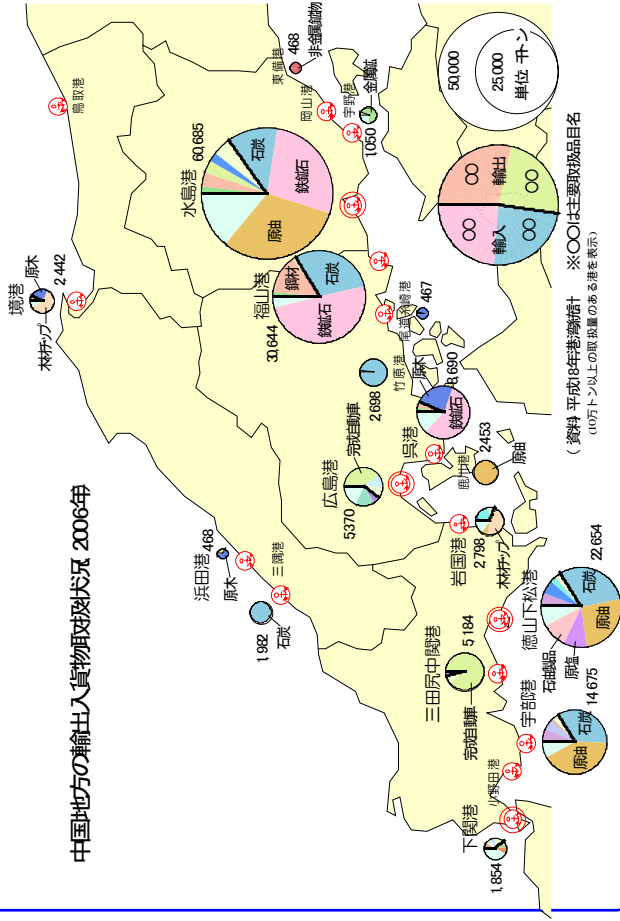 中国地方の輸出入貨物取扱状況 2006年
鳥取港
境港
原木
木材チップ
2,442
浜田港 468
原木
三隅港
1,982
石炭
東備港
468
非金属鉱物
岡山港
宇野港
金属鉱
1,050
水島港
60,685
石炭
鉄鉱石
原油
福山港
30,644
鋼材
石炭
鉄鉱石
尾道糸崎港
467
竹原港
2,698
呉港
8,690
原木
鉄鉱石
広島港
5,370
完成自動車
鹿川港
2,453
原油
岩国港
2,798
木材チップ
徳山下松港
22,654
石炭
原油
原塩
石油製品
三田尻中関港
5,184
完成自動車
宇部港
14,675
石炭
原油
小野田港
下関港
1,854
50,000
25,000
単位 千トン
輸出
輸入
○○
○○
○○
○○
(資料) 平成18年港湾統計 ※○○は主要取扱品目名
(10万トン以上の取扱量のある港を表示)